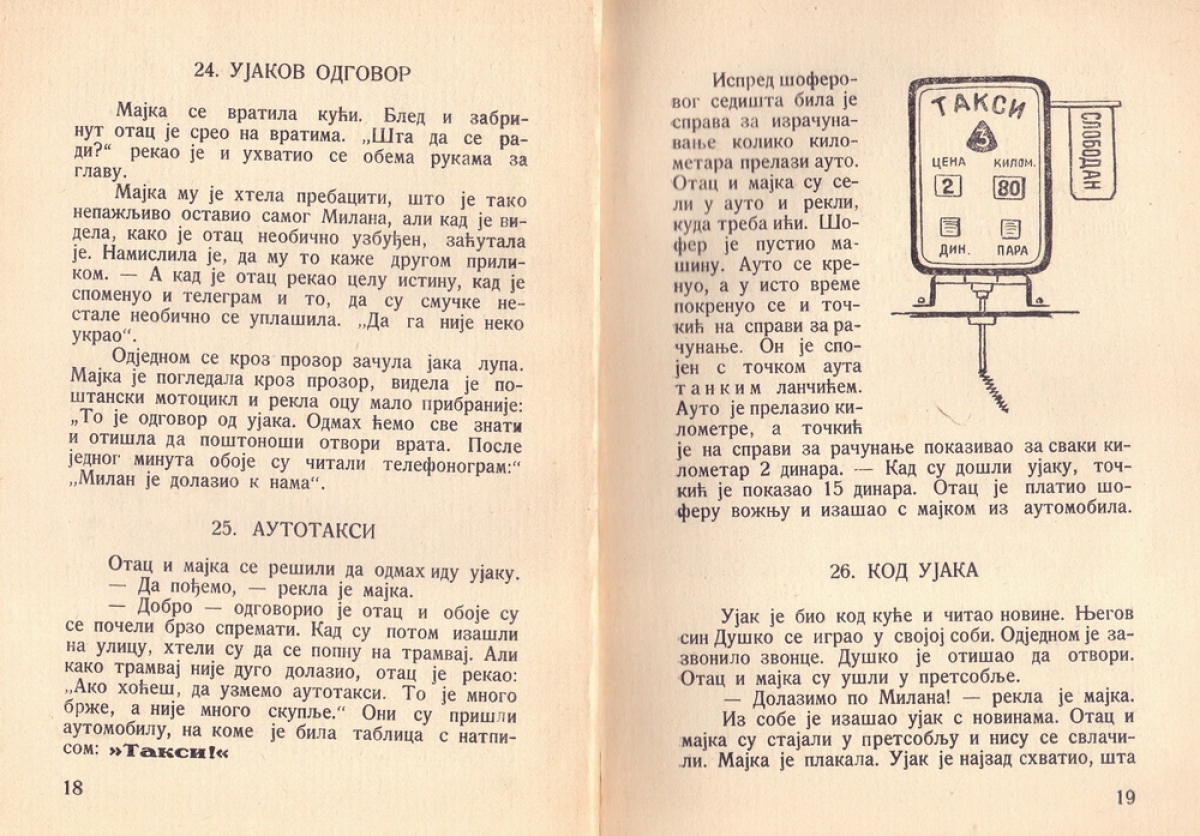 24. УЈАКОВ ОДГОВОР
Мајка се вратила кући. Блед и забри-
нут отац је срео на вратима. „Шта да се ра-
ди?“ рекао је и ухватио се обема рукама за
главу.
Мајка му је хтела пребацити, што је тако
непажљиво оставио самог Милана, али кад је ви-
дела, како је отац необично узбуђен, заћутала
је. Намислила је, да му то каже другом прили-
ком. — А кад је отац рекао целу истину, кад је
споменуо и телеграм и то, да су смучке не-
стале необично се уплашила. „Да га није неко
украо“.
Одједном се кроз прозор зачула јака лупа.
Мајка је погледала кроз прозор, видела је по-
штански мотоцикл и рекла оцу мало прибраније:
„То је одговор од ујака. Одмах ћемо све знати
и отишла да поштоноши отвори врата. После
једног минута обоје су читали телефонограм:“
„Милан је долазио к нама“.
25. АУТОТАКСИ
Отац и мајка се решили да одмах иду ујаку.
— Да пођемо, — рекла је мајка.
— Добро — одговорио је отац и обоје су
се почели брзо спремати. Кад су потом изашли
на улицу, хтели су да се попну на трамвај. Али
како трамвај није дуго долазио, отац је рекао:
„Ако хоћеш, да узмемо аутотакси. То је много
брже, а није много скупље.“ Они су пришли
аутомобилу, на коме је била таблица с натпи-
сом: »Такси!«
18
Испред шоферо-
вог седишта била је
справа за израчуна-
вање колико кило-
метара прелази ауто.
Отац и мајка су се-
ли у ауто и рекли,
куда треба ићи. Шо-
фер је пустио ма-
шину. Ауто се кре-
нуо, а у исто време
покренуо се и точ-
кић на справи за ра-
чунање. Он је спо-
јен с точком аута
танким ланчићем.
Ауто је прелазио ки-
лометре, а точкић
је на справи за рачунање показивао за сваки ки-
лометар 2 динара. — Кад су дошли ујаку, точ-
кић је показао 15 динара. Отац је платио шо-
феру вожњу и изашао с мајком из аутомобила.
ТАКСИ
3
ЦЕНА КИЛОМ.
2 80
ДИН. ПАРА
СЛОБОДАН
26. КОД УЈАКА
Ујак је био код куће и читао новине. Његов
син Душко се играо у својој соби. Одједном је за-
звонило звонце. Душко је отишао да отвори.
Отац и мајка су ушли у претсобље.
— Долазимо по Милана! — рекла је мајка.
Из собе је изашао ујак с новинама. Отац и
мајка су стајали у претсобљу и нису се свлачи-
ли. Мајка је плакала. Ујак је најзад схватио, шта
19